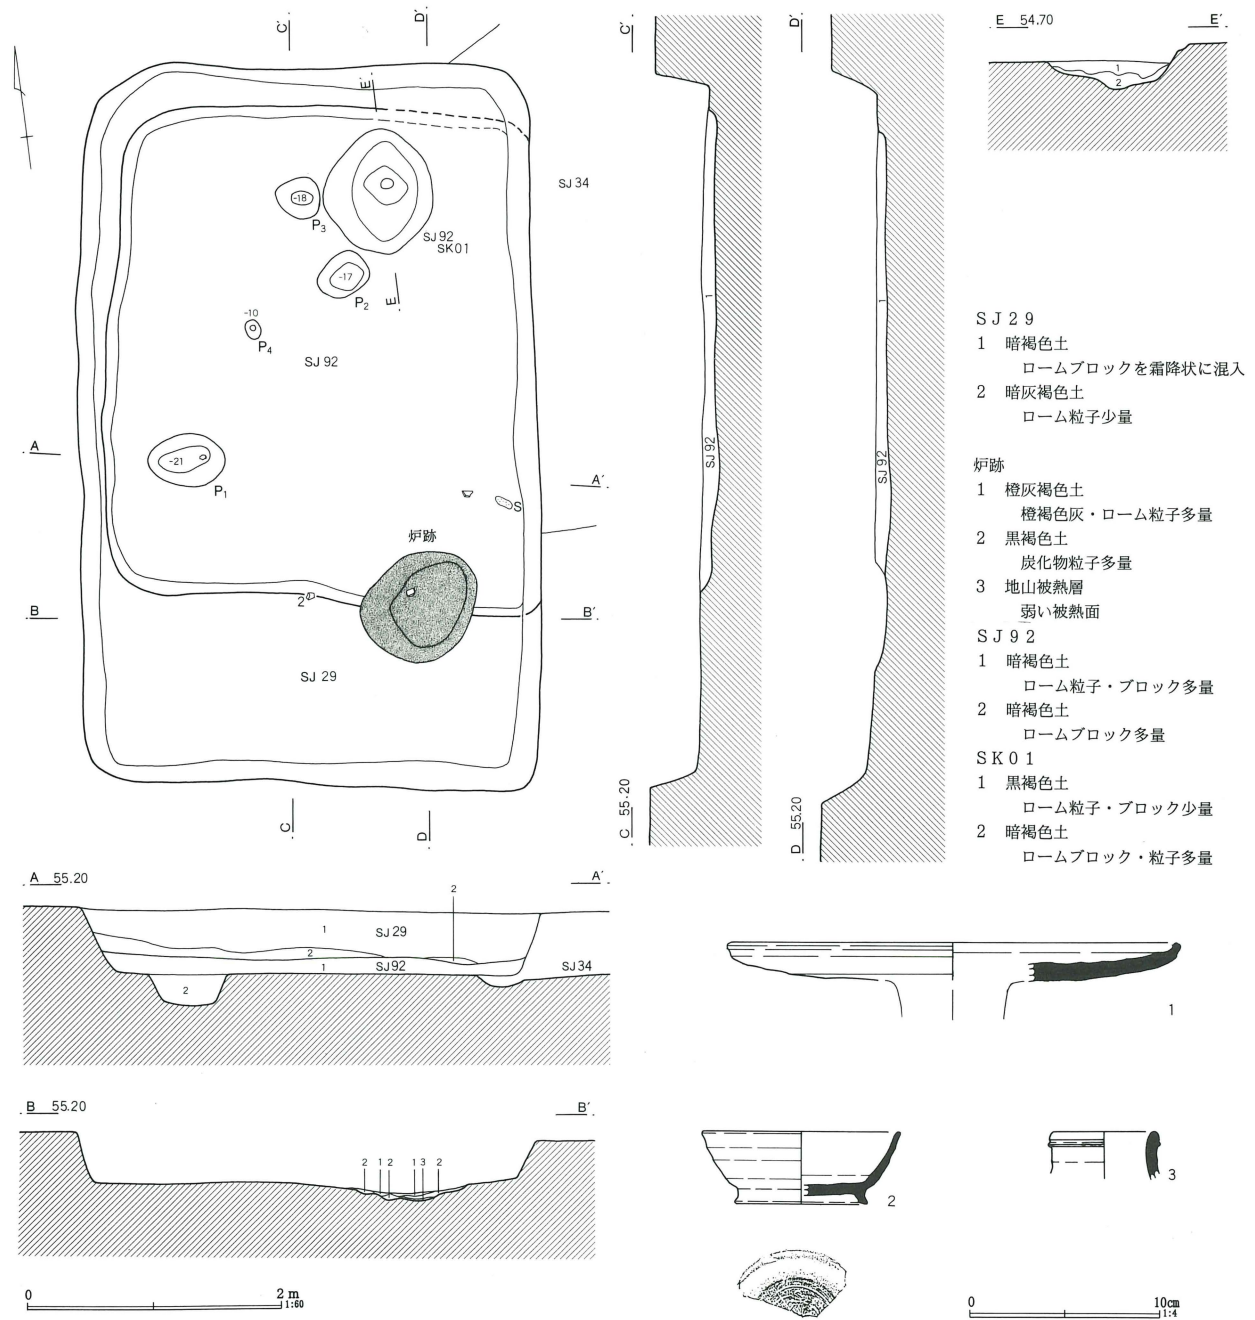 C′
D′
E′
SJ 34
-18
P3
SJ 92
SK 01
-17
P2
E
-10
P4
SJ 92
A
-21
P1
A′
S
炉跡
2
B
B′
SJ 29
C
D
C′
1
SJ 92
C 55.20
D′
1
SJ 92
D 55.20
E 54.70 E′
1
2
SJ29
1 暗褐色土
ロームブロックを霜降状に混入
2 暗灰褐色土
ローム粒子少量
炉跡
1 橙灰褐色土
橙褐色灰・ローム粒子多量
2 黒褐色土
炭化物粒子多量
3 地山被熱層
弱い被熱面
SJ92
1 暗褐色土
ローム粒子・ブロック多量
2 暗褐色土
ロームブロック多量
SK01
1 黒褐色土
ローム粒子・ブロック少量
2 暗褐色土
ロームブロック・粒子多量
A 55.20 A′
2
1 SJ 29
2
1 SJ 92 SJ 34
2
B 55.20 B′
2 1 2 1 3 2
0 2 m
1:60
1
2
3
0 10cm
1:4